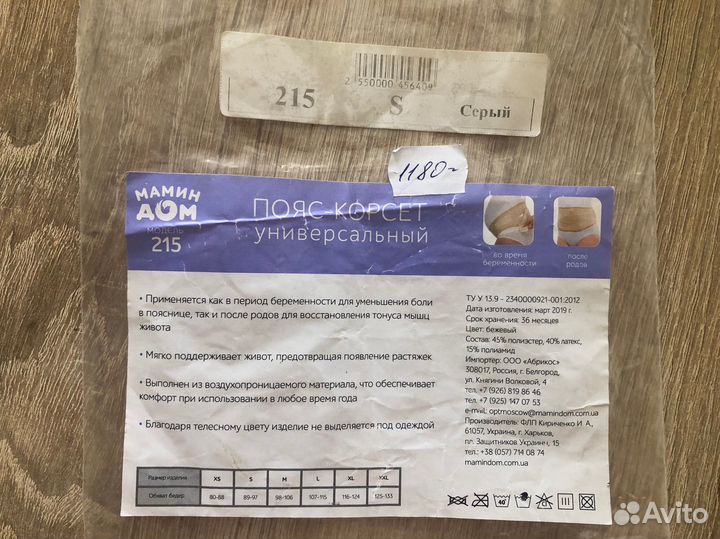 2 550000 456409
215 S Серый
1180~
МАМИН
ДОМ
МОДЕЛЬ
215
ПОЯС-КОРСЕТ
универсальный
во время
беременности
после
родов
• Применяется как в период беременности для уменьшения боли
в пояснице, так и после родов для восстановления тонуса мышц
живота
• Мягко поддерживает живот, предотвращая появление растяжек
• Выполнен из воздухопроницаемого материала, что обеспечивает
комфорт при использовании в любое время года
• Благодаря телесному цвету изделие не выделяется под одеждой
ТУ У 13.9 - 2340000921-001:2012
Дата изготовления: март 2019 г.
Срок хранения: 36 месяцев
Цвет: бежевый
Состав: 45% полиэстер, 40% латекс,
15% полиамид
Импортер: ООО «Абрикос»
308017, Россия, г. Белгород,
ул. Княгини Волковой, 4
тел. +7 (926) 819 86 46
тел. +7 (925) 147 07 53
e-mail: optmoscow@mamindom.com.ua
Производитель: ФЛП Кириченко И. А.,
61057, Украина, г. Харьков,
пл. Защитников Украины, 15
тел.: +38 (057) 714 08 74
mamindom.com.ua
Размер изделия XS S M L XL XXL
Обхват бедер 80-88 89-97 98-106 107-115 116-124 125-133
40
Avito